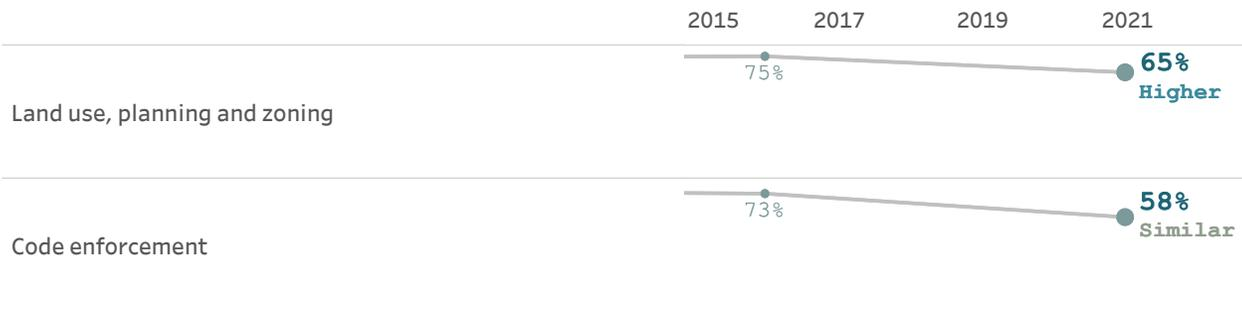 2015 2017 2019 2021
75%
65%
Higher
Land use, planning and zoning
73%
58%
Similar
Code enforcement